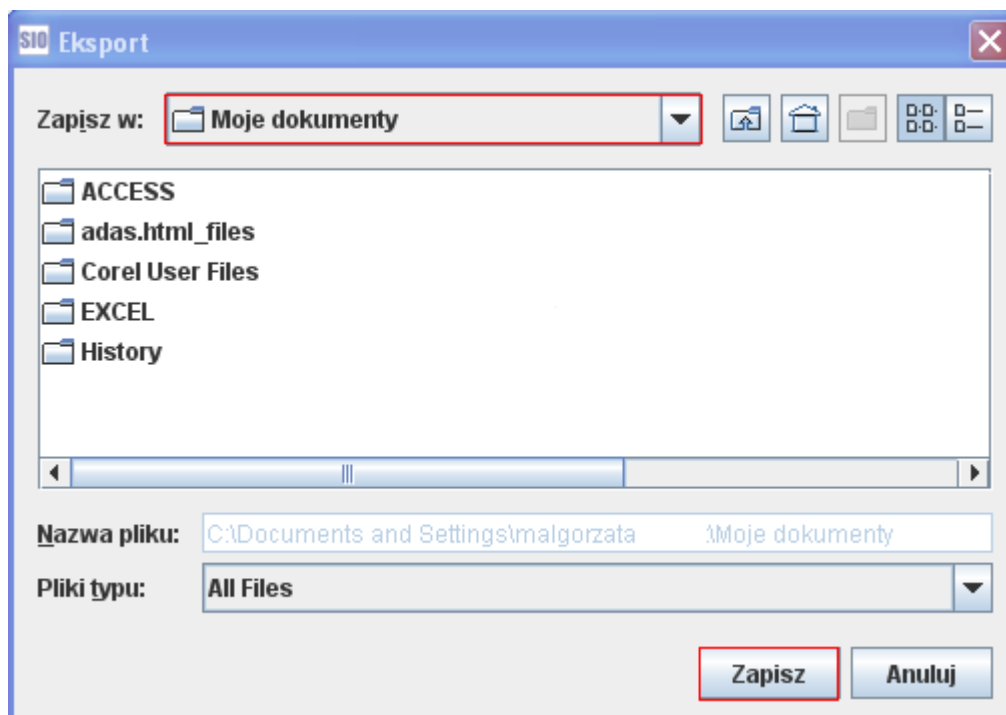 SIO Eksport
Zapisz w: Moje dokumenty
ACCESS
adas.html_files
Corel User Files
EXCEL
History
Nazwa pliku: C:\Documents and Settings\malgorzata \Moje dokumenty
Pliki typu: All Files
Zapisz Anuluj